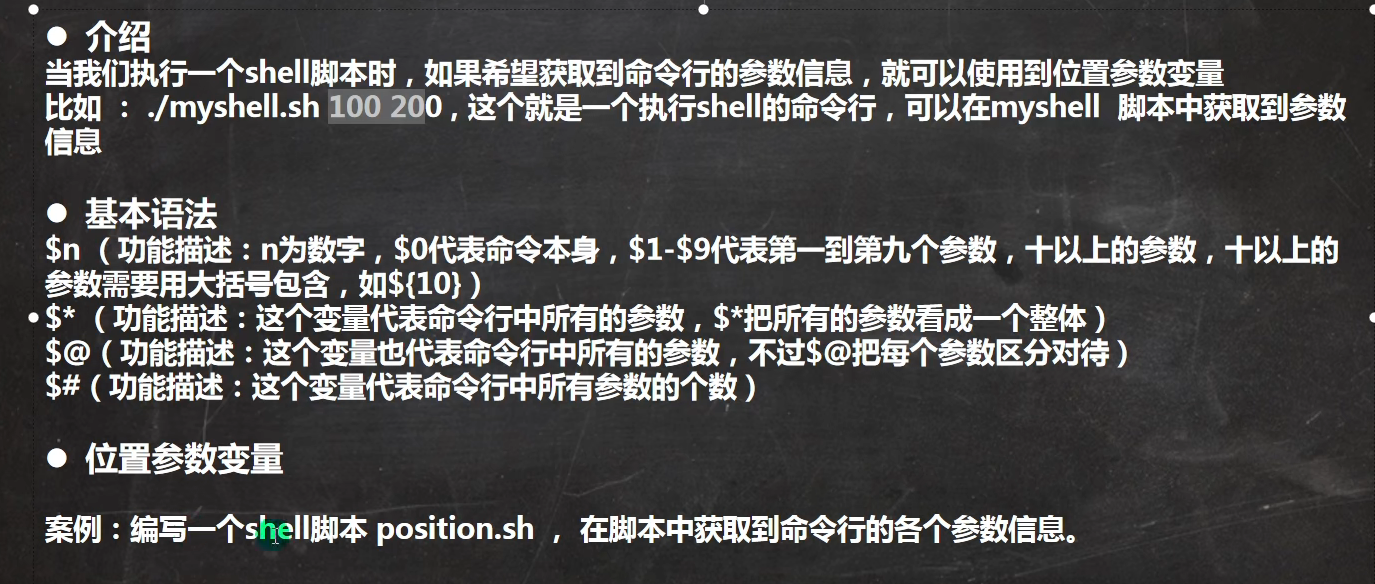 ● 介绍
当我们执行一个shell脚本时，如果希望获取到命令行的参数信息，就可以使用到位置参数变量
比如 ： ./myshell.sh 100 200，这个就是一个执行shell的命令行，可以在myshell 脚本中获取到参数
信息
● 基本语法
$n （功能描述：n为数字，$0代表命令本身，$1-$9代表第一到第九个参数，十以上的参数，十以上的
参数需要用大括号包含，如${10}）
$* （功能描述：这个变量代表命令行中所有的参数，$*把所有的参数看成一个整体）
$@（功能描述：这个变量也代表命令行中所有的参数，不过$@把每个参数区分对待）
$#（功能描述：这个变量代表命令行中所有参数的个数）
● 位置参数变量
案例：编写一个shell脚本 position.sh ， 在脚本中获取到命令行的各个参数信息。